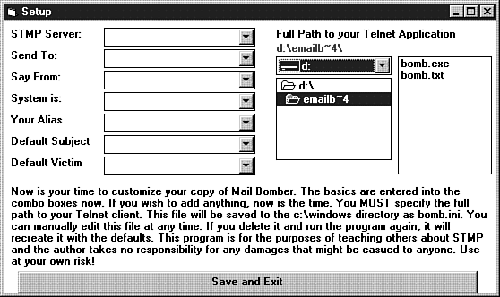 Setup
STMP Server:
Send To:
Say From:
System is:
Your Alias
Default Subject
Default Victim
Full Path to your Telnet Application
d:\emailb~4\
d:
d:\
emailb~4
bomb.exe
bomb.txt
Now is your time to customize your copy of Nail Bomber. The basics are entered into the
combo boxes now. If you wish to add anything, now is the time. You MUST specify the full
path to your Telnet client. This file will be saved to the c:\windows directory as bomb.ini. You
can manually edit this file at any time. If you delete it and run the program again, it will
recreate it with the defaults. This program is for the purposes of teaching others about STMP
and the author takes no responsibility for any damages that might be casued to anyone. Use
at your own risk!
Save and Exit